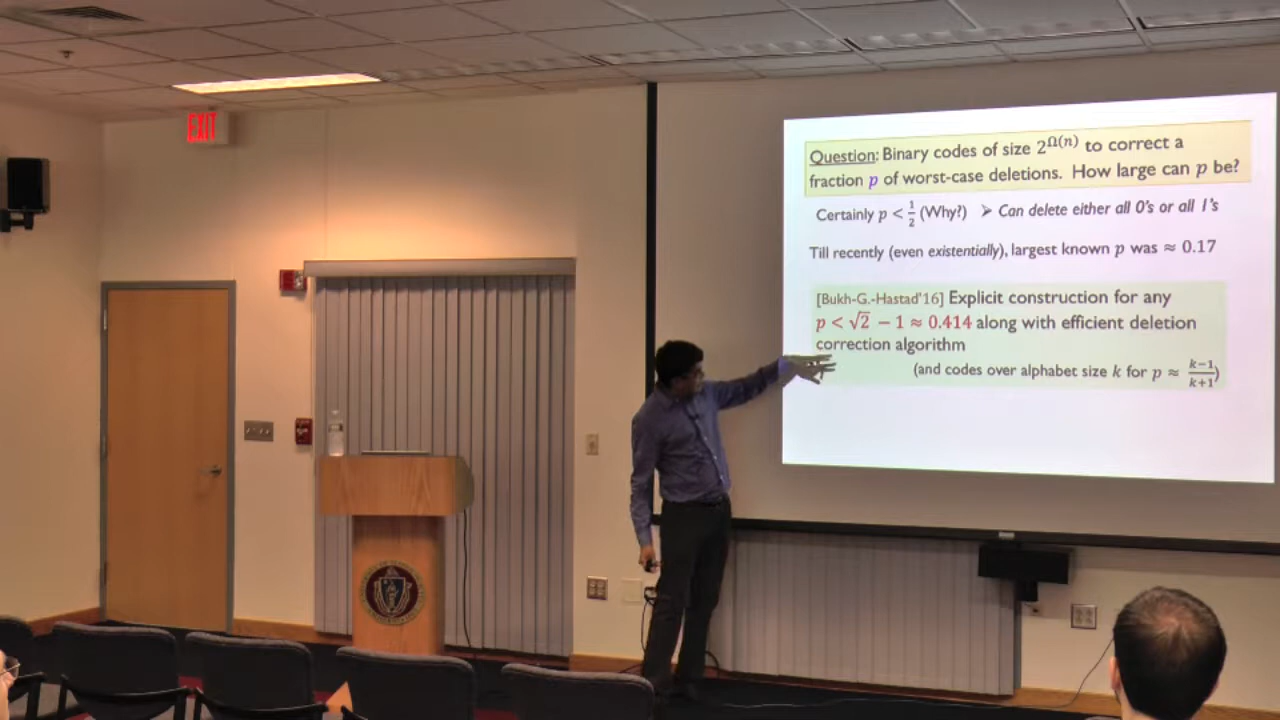 EXIT
Question: Binary codes of size 2^Ω(n) to correct a
fraction p of worst-case deletions. How large can p be?
Certainly p < 1/2 (Why?) ➤ Can delete either all 0's or all 1's
Till recently (even existentially), largest known p was ≈ 0.17
[Bukh-G.-Hastad'16] Explicit construction for any
p < √2 − 1 ≈ 0.414 along with efficient deletion
correction algorithm
(and codes over alphabet size k for p ≈ (k−1)/(k+1))